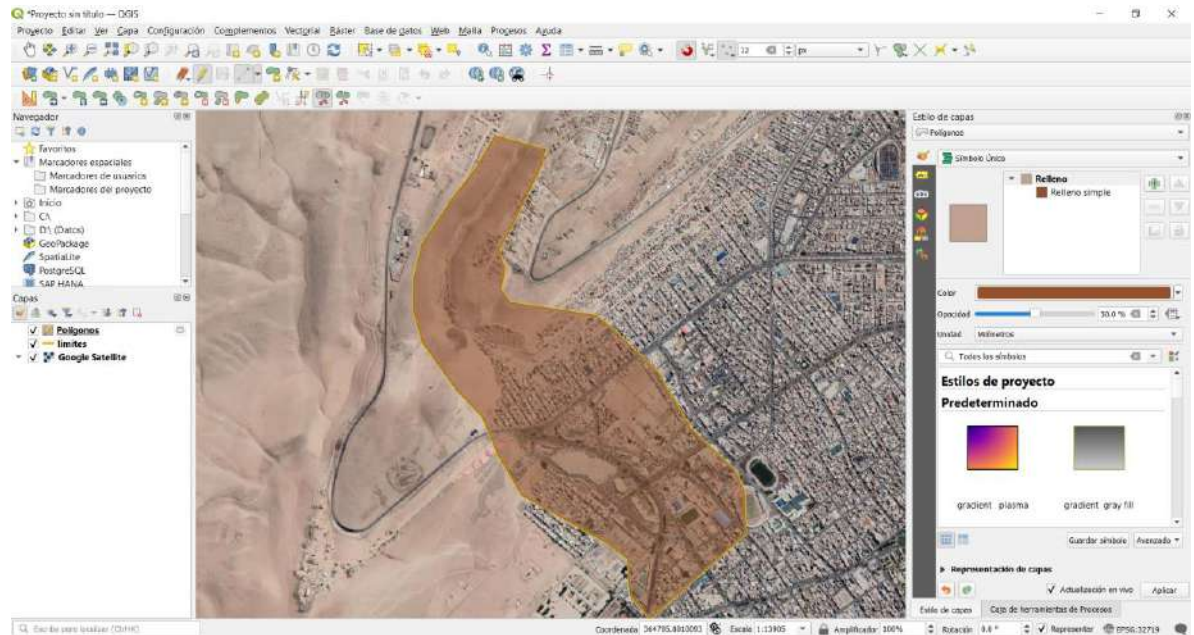 *Proyecto sin título — QGIS
Proyecto Editar Ver Capa Configuración Complementos Vectorial Ráster Base de datos Web Malla Procesos Ayuda
12 px
Navegador
Favoritos
Marcadores espaciales
Marcadores de usuarios
Marcadores del proyecto
Inicio
C:\
D:\ (Datos)
GeoPackage
SpatiaLite
PostgreSQL
SAP HANA
Capas
Polígonos
limites
Google Satellite
Estilo de capas
Polígonos
Símbolo Único
Relleno
Relleno simple
Color
Opacidad 30.0 %
Unidad Milímetros
Todos los símbolos
Estilos de proyecto
Predeterminado
gradient plasma
gradient gray fill
Guardar símbolo Avanzado
Representación de capas
Actualización en vivo Aplicar
Estilo de capas Caja de herramientas de Procesos
Coordenada Escala 1:13905 Amplificador 100% Rotación 0.0 ° Representar EPSG:32719